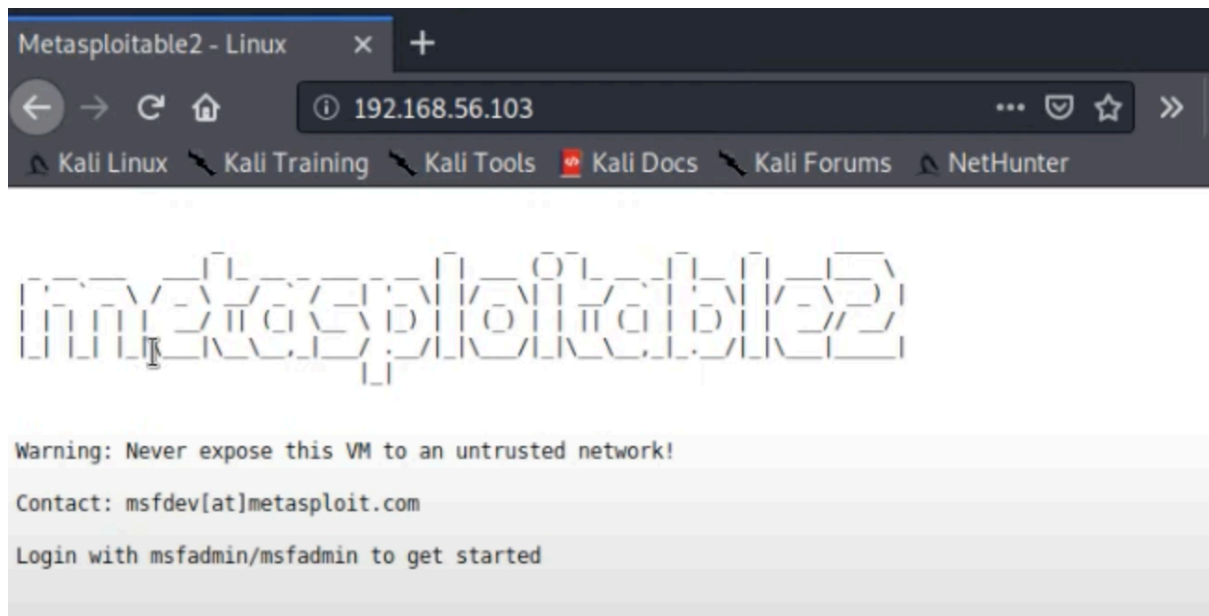 Metasploitable2 - Linux
192.168.56.103
Kali Linux Kali Training Kali Tools Kali Docs Kali Forums NetHunter
metasploitable2
Warning: Never expose this VM to an untrusted network!
Contact: msfdev[at]metasploit.com
Login with msfadmin/msfadmin to get started